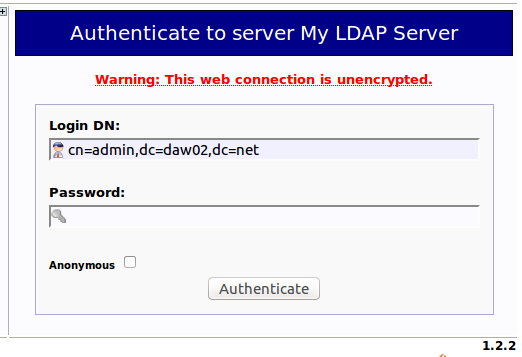 Authenticate to server My LDAP Server
Warning: This web connection is unencrypted.
Login DN:
cn=admin,dc=daw02,dc=net
Password:
Anonymous
Authenticate
1.2.2